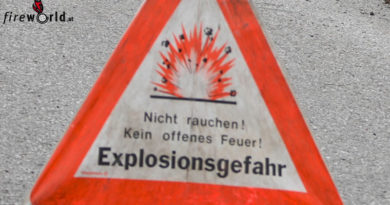 fireworld.at
Nicht rauchen!
Kein offenes Feuer!
Explosionsgefahr